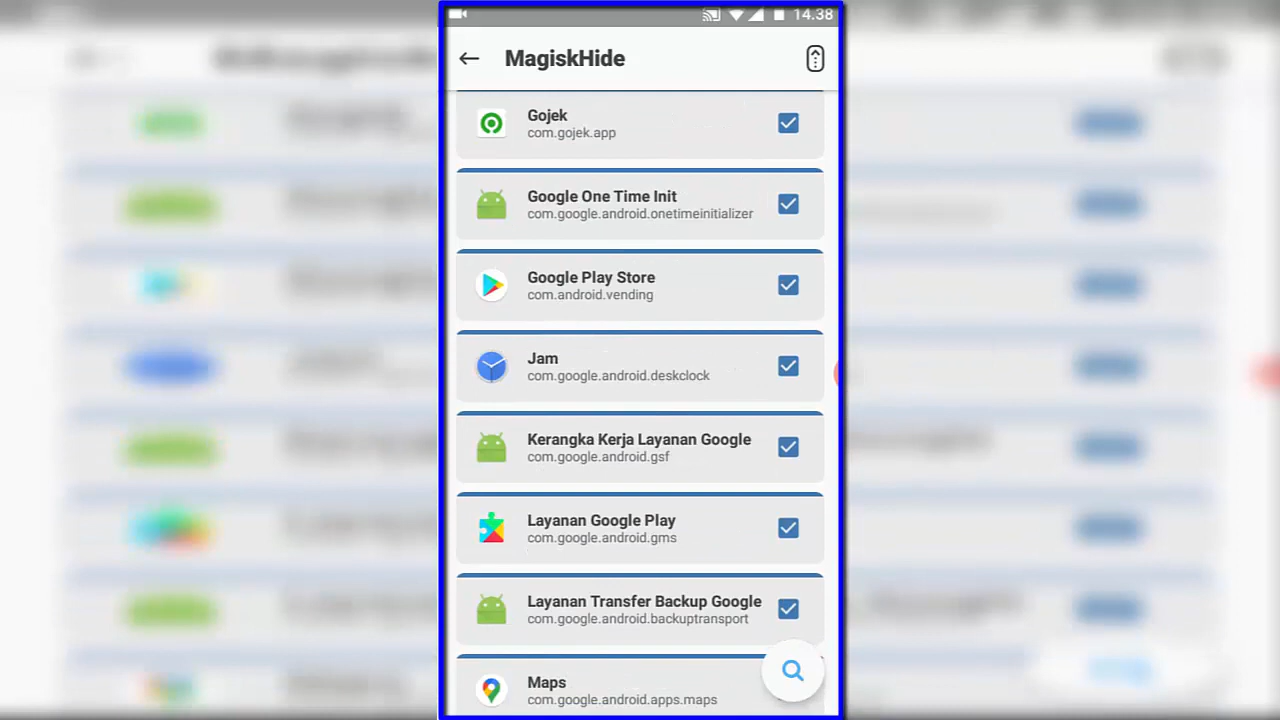 14.38
MagiskHide
Gojek
com.gojek.app
Google One Time Init
com.google.android.onetimeinitializer
Google Play Store
com.android.vending
Jam
com.google.android.deskclock
Kerangka Kerja Layanan Google
com.google.android.gsf
Layanan Google Play
com.google.android.gms
Layanan Transfer Backup Google
com.google.android.backuptransport
Maps
com.google.android.apps.maps